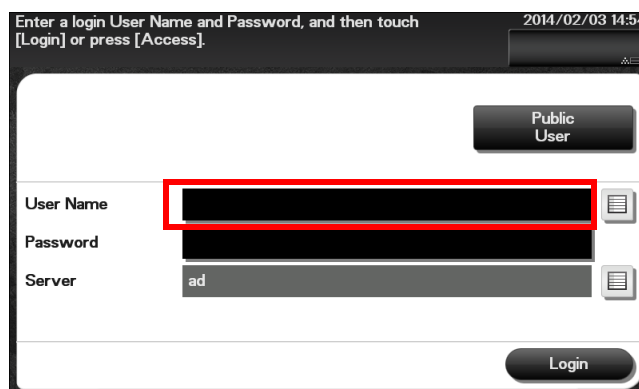 Enter a login User Name and Password, and then touch
[Login] or press [Access].
2014/02/03 14:54
Public
User
User Name
Password
Server
ad
Login